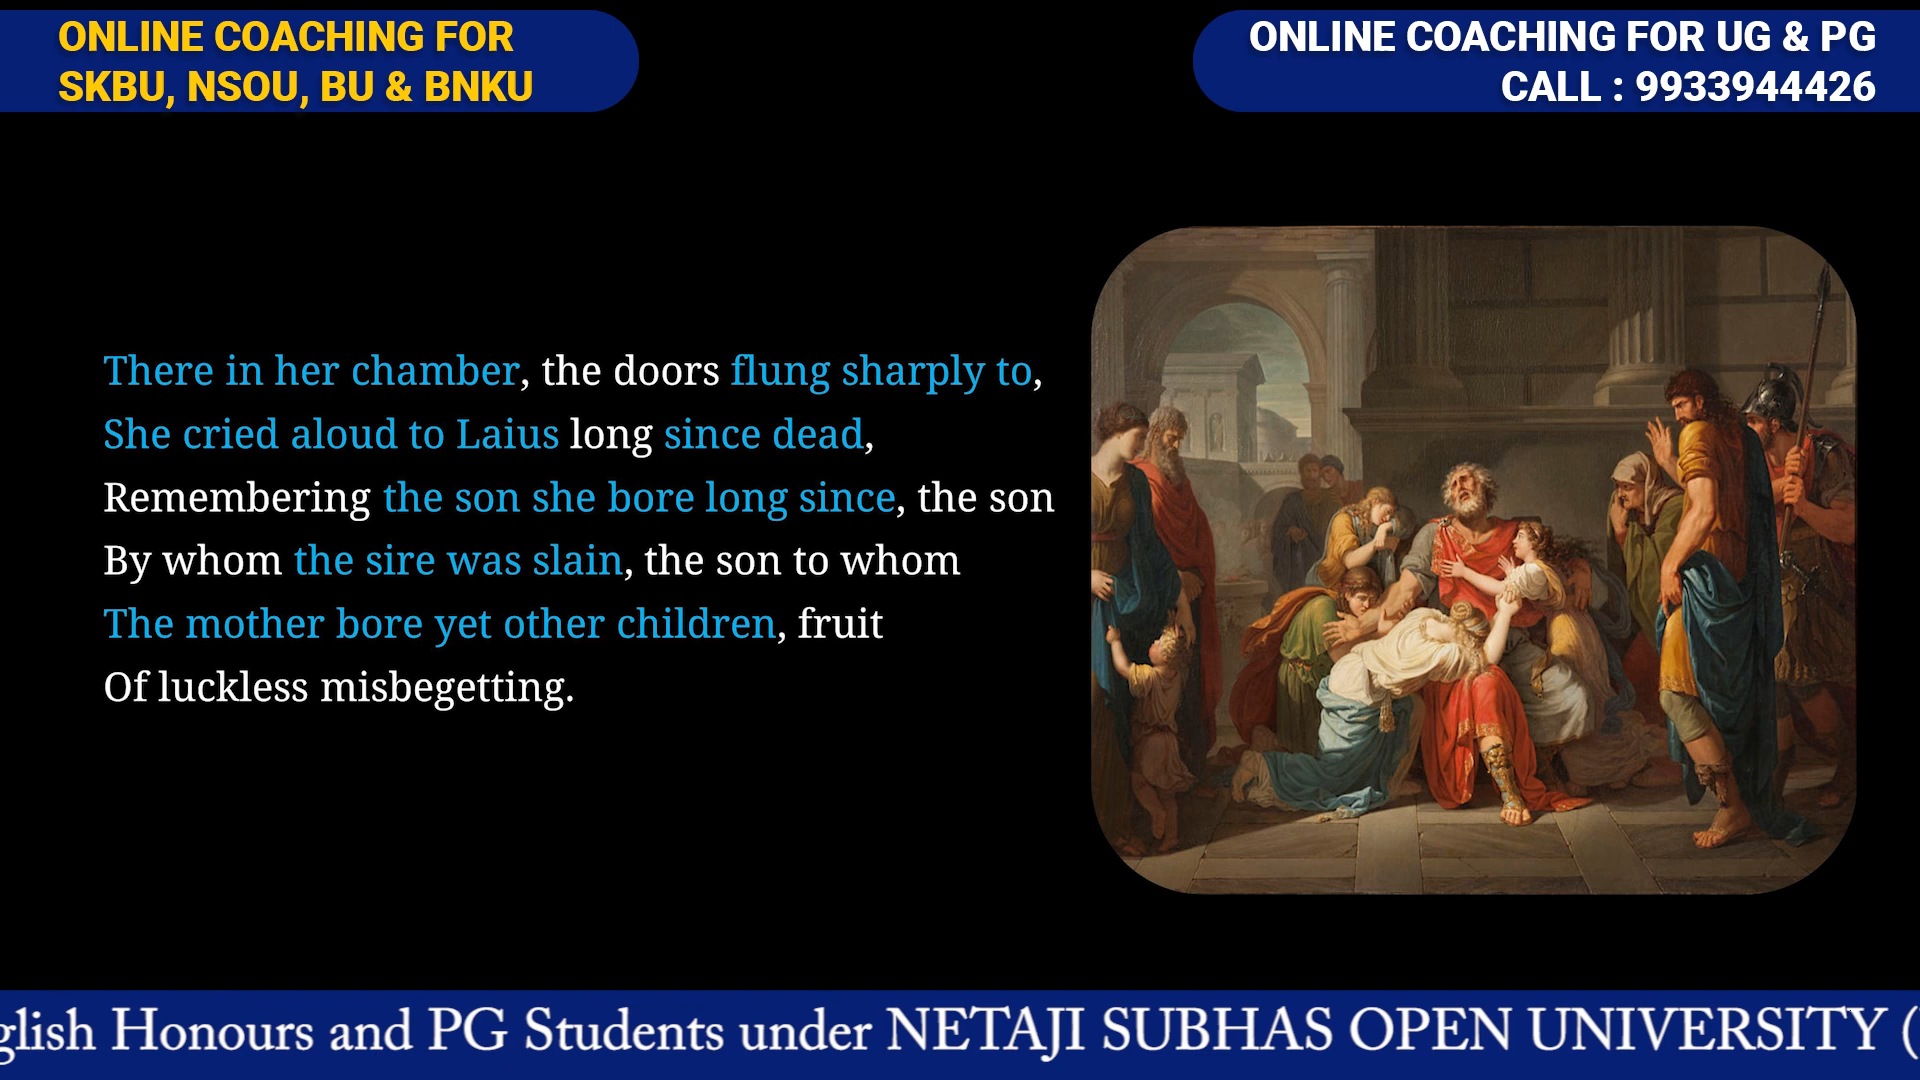 ONLINE COACHING FOR
SKBU, NSOU, BU & BNKU
ONLINE COACHING FOR UG & PG
CALL : 9933944426
There in her chamber, the doors flung sharply to,
She cried aloud to Laius long since dead,
Remembering the son she bore long since, the son
By whom the sire was slain, the son to whom
The mother bore yet other children, fruit
Of luckless misbegetting.
glish Honours and PG Students under NETAJI SUBHAS OPEN UNIVERSITY (